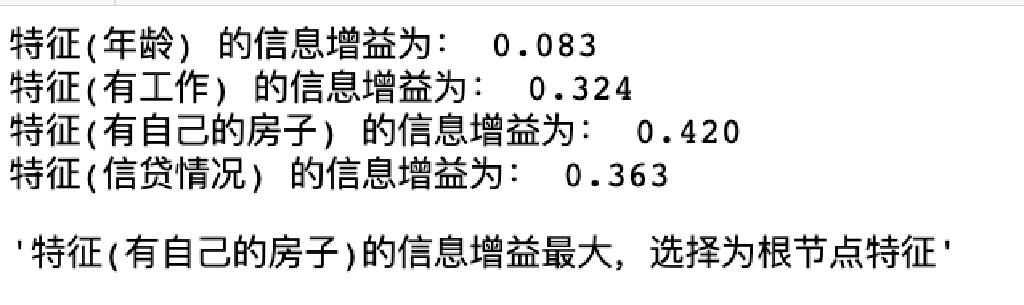 特征(年龄) 的信息增益为： 0.083
特征(有工作) 的信息增益为： 0.324
特征(有自己的房子) 的信息增益为： 0.420
特征(信贷情况) 的信息增益为： 0.363
'特征(有自己的房子)的信息增益最大，选择为根节点特征'